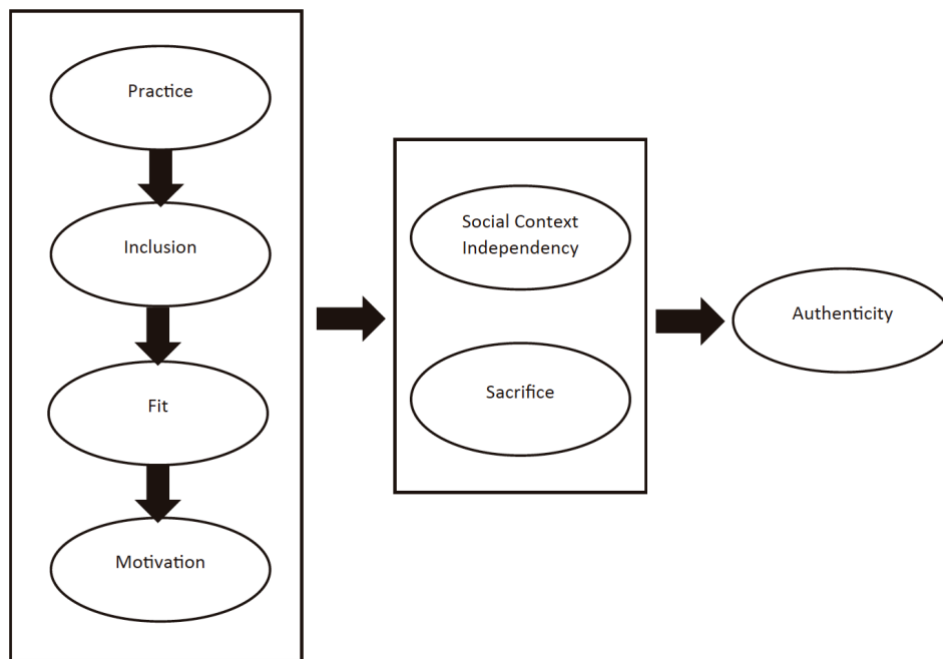 Practice
Inclusion
Fit
Motivation
Social Context
Independency
Sacrifice
Authenticity